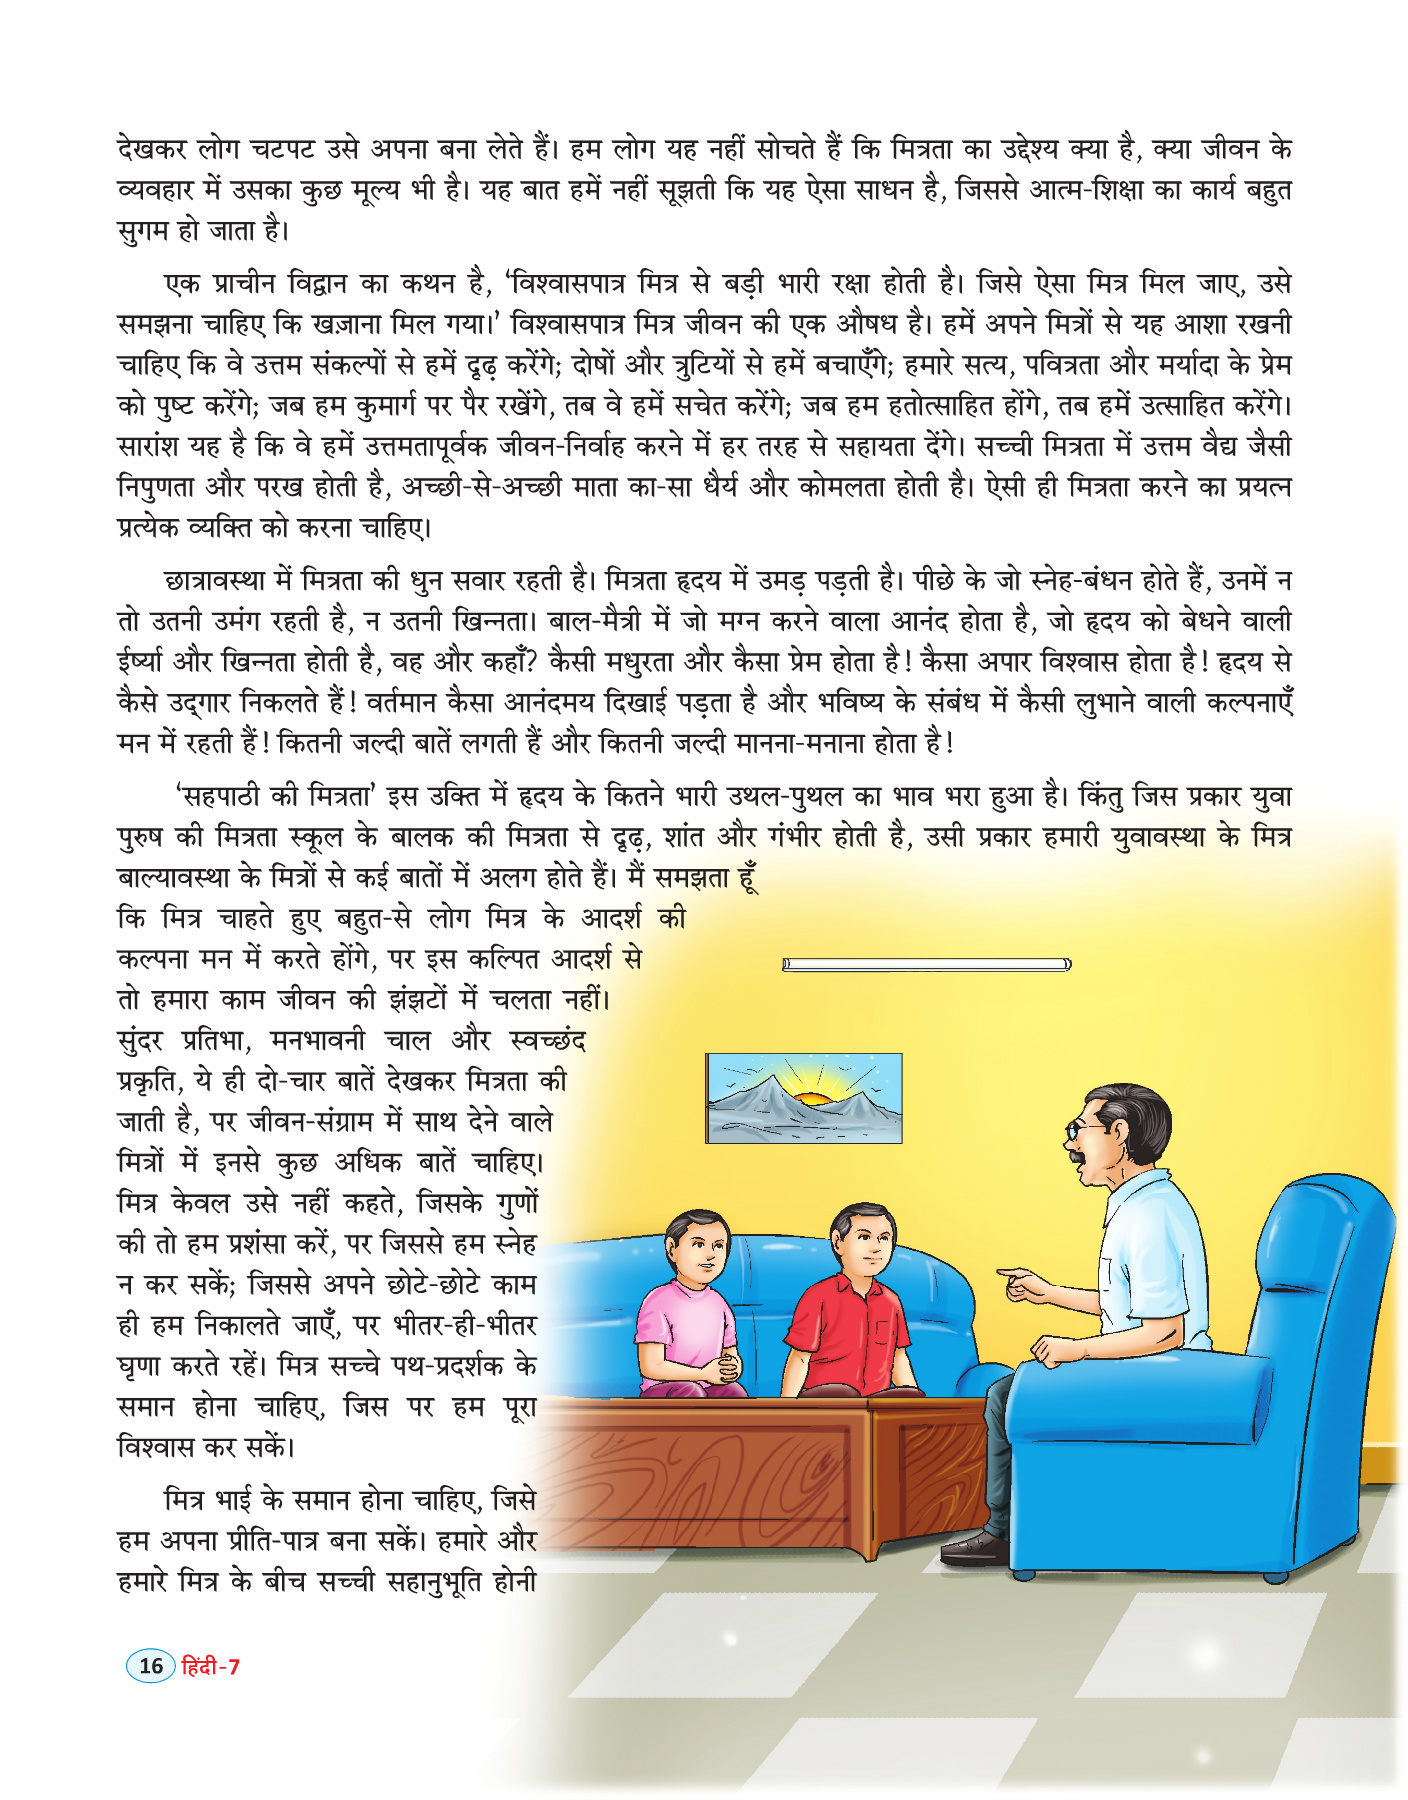 देखकर लोग चटपट उसे अपना बना लेते हैं। हम लोग यह नहीं सोचते हैं कि मित्रता का उद्देश्य क्या है, क्या जीवन के
व्यवहार में उसका कुछ मूल्य भी है। यह बात हमें नहीं सूझती कि यह ऐसा साधन है, जिससे आत्म-शिक्षा का कार्य बहुत
सुगम हो जाता है।
एक प्राचीन विद्वान का कथन है, ‘विश्वासपात्र मित्र से बड़ी भारी रक्षा होती है। जिसे ऐसा मित्र मिल जाए, उसे
समझना चाहिए कि खज़ाना मिल गया।’ विश्वासपात्र मित्र जीवन की एक औषध है। हमें अपने मित्रों से यह आशा रखनी
चाहिए कि वे उत्तम संकल्पों से हमें दृढ़ करेंगे; दोषों और त्रुटियों से हमें बचाएँगे; हमारे सत्य, पवित्रता और मर्यादा के प्रेम
को पुष्ट करेंगे; जब हम कुमार्ग पर पैर रखेंगे, तब वे हमें सचेत करेंगे; जब हम हतोत्साहित होंगे, तब हमें उत्साहित करेंगे।
सारांश यह है कि वे हमें उत्तमतापूर्वक जीवन-निर्वाह करने में हर तरह से सहायता देंगे। सच्ची मित्रता में उत्तम वैद्य जैसी
निपुणता और परख होती है, अच्छी-से-अच्छी माता का-सा धैर्य और कोमलता होती है। ऐसी ही मित्रता करने का प्रयत्न
प्रत्येक व्यक्ति को करना चाहिए।
छात्रावस्था में मित्रता की धुन सवार रहती है। मित्रता हृदय में उमड़ पड़ती है। पीछे के जो स्नेह-बंधन होते हैं, उनमें न
तो उतनी उमंग रहती है, न उतनी खिन्नता। बाल-मैत्री में जो मग्न करने वाला आनंद होता है, जो हृदय को बेधने वाली
ईर्ष्या और खिन्नता होती है, वह और कहाँ? कैसी मधुरता और कैसा प्रेम होता है! कैसा अपार विश्वास होता है! हृदय से
कैसे उद्‌गार निकलते हैं! वर्तमान कैसा आनंदमय दिखाई पड़ता है और भविष्य के संबंध में कैसी लुभाने वाली कल्पनाएँ
मन में रहती हैं! कितनी जल्दी बातें लगती हैं और कितनी जल्दी मानना-मनाना होता है!
‘सहपाठी की मित्रता’ इस उक्ति में हृदय के कितने भारी उथल-पुथल का भाव भरा हुआ है। किंतु जिस प्रकार युवा
पुरुष की मित्रता स्कूल के बालक की मित्रता से दृढ़, शांत और गंभीर होती है, उसी प्रकार हमारी युवावस्था के मित्र
बाल्यावस्था के मित्रों से कई बातों में अलग होते हैं। मैं समझता हूँ
कि मित्र चाहते हुए बहुत-से लोग मित्र के आदर्श की
कल्पना मन में करते होंगे, पर इस कल्पित आदर्श से
तो हमारा काम जीवन की झंझटों में चलता नहीं।
सुंदर प्रतिभा, मनभावनी चाल और स्वच्छंद
प्रकृति, ये ही दो-चार बातें देखकर मित्रता की
जाती है, पर जीवन-संग्राम में साथ देने वाले
मित्रों में इनसे कुछ अधिक बातें चाहिए।
मित्र केवल उसे नहीं कहते, जिसके गुणों
की तो हम प्रशंसा करें, पर जिससे हम स्नेह
न कर सकें; जिससे अपने छोटे-छोटे काम
ही हम निकालते जाएँ, पर भीतर-ही-भीतर
घृणा करते रहें। मित्र सच्चे पथ-प्रदर्शक के
समान होना चाहिए, जिस पर हम पूरा
विश्वास कर सकें।
मित्र भाई के समान होना चाहिए, जिसे
हम अपना प्रीति-पात्र बना सकें। हमारे और
हमारे मित्र के बीच सच्ची सहानुभूति होनी
16 हिंदी-7